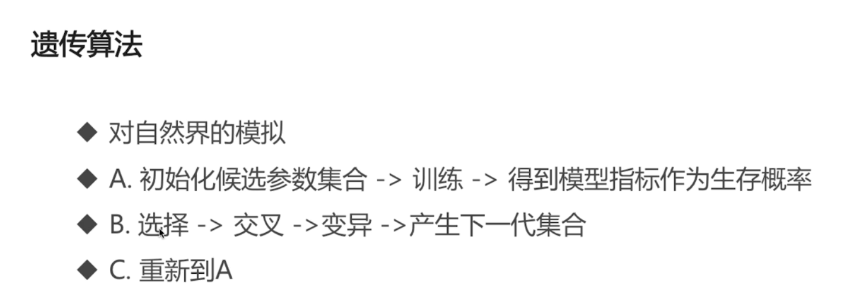 遗传算法
◆ 对自然界的模拟
◆ A. 初始化候选参数集合 -> 训练 -> 得到模型指标作为生存概率
◆ B. 选择 -> 交叉 ->变异 ->产生下一代集合
◆ C. 重新到A